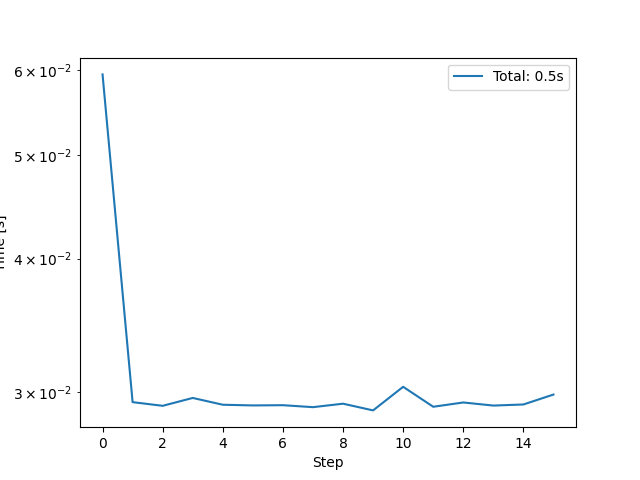 Total: 0.5s
6 × 10⁻²
5 × 10⁻²
4 × 10⁻²
3 × 10⁻²
0 2 4 6 8 10 12 14
Step
[s]